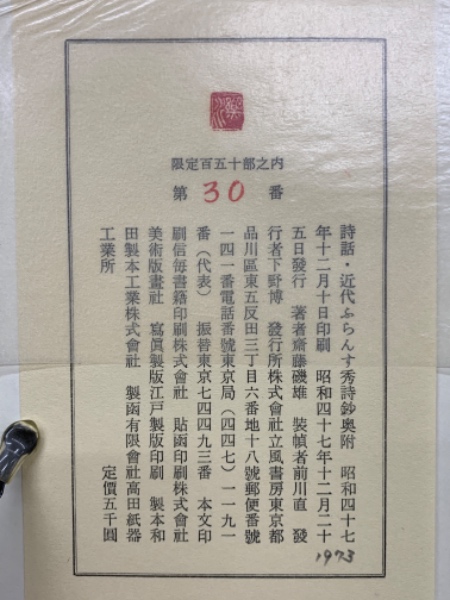 限定百五十部之内
第 30 番
詩話・近代ふらんす秀詩鈔奥附　昭和四十七
年十二月十日印刷　昭和四十七年十二月二十
五日發行　著者齋藤磯雄　裝幀者前川直　發
行者下野博　發行所株式會社立風書房東京都
品川區東五反田三丁目六番地十八號郵便番號
一四一番電話番號東京局（四四七）一一九一
番（代表）　振替東京七四四九三番　本文印
刷信毎書籍印刷株式會社　貼函印刷株式會社
美術版畫社　寫眞製版江戸製版印刷　製本和
田製本工業株式會社　製函有限會社高田紙器
工業所　定價五千圓
1973